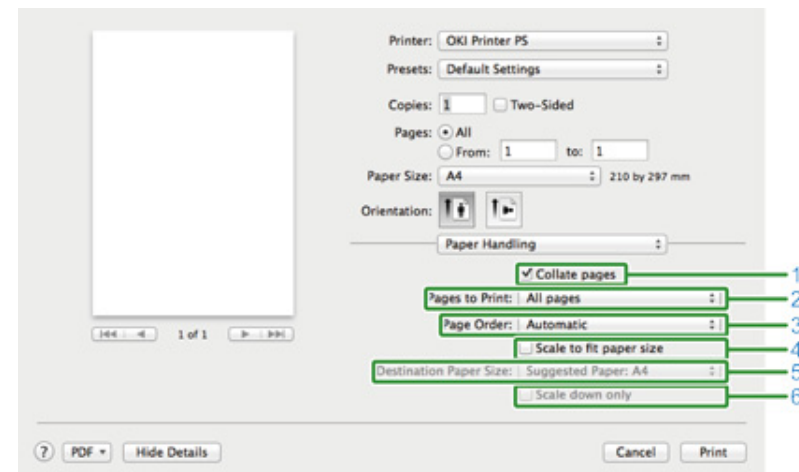 Printer: OKI Printer PS
Presets: Default Settings
Copies: 1 Two-Sided
Pages: All
From: 1 to: 1
Paper Size: A4 210 by 297 mm
Orientation:
Paper Handling
Collate pages 1
Pages to Print: All pages 2
Page Order: Automatic 3
Scale to fit paper size 4
Destination Paper Size: Suggested Paper: A4 5
Scale down only 6
1 of 1
? PDF Hide Details Cancel Print